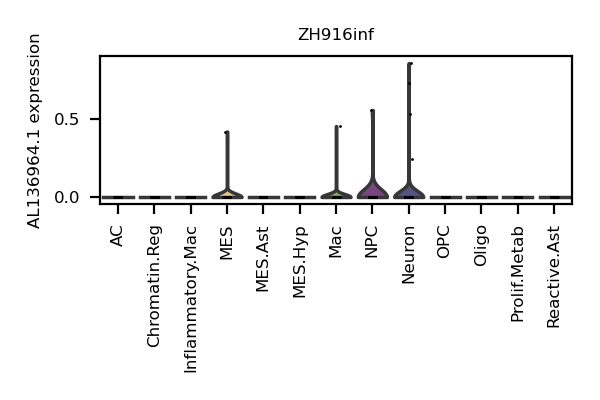 ZH916inf
AL136964.1 expression
0.5
0.0
AC
Chromatin.Reg
Inflammatory.Mac
MES
MES.Ast
MES.Hyp
Mac
NPC
Neuron
OPC
Oligo
Prolif.Metab
Reactive.Ast